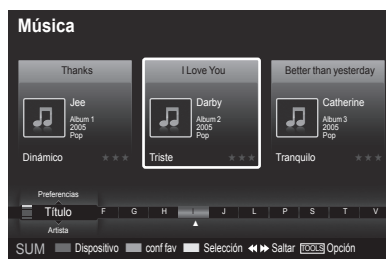 Música
Thanks I Love You Better than yesterday
Jee Darby Catherine
Album 1 Album 2 Album 3
2005 2005 2005
Pop Pop Pop
Dinámico Triste Tranquilo
Preferencias
Título F G H I J L P S T V
Artista
SUM Dispositivo conf fav Selección Saltar TOOLS Opción